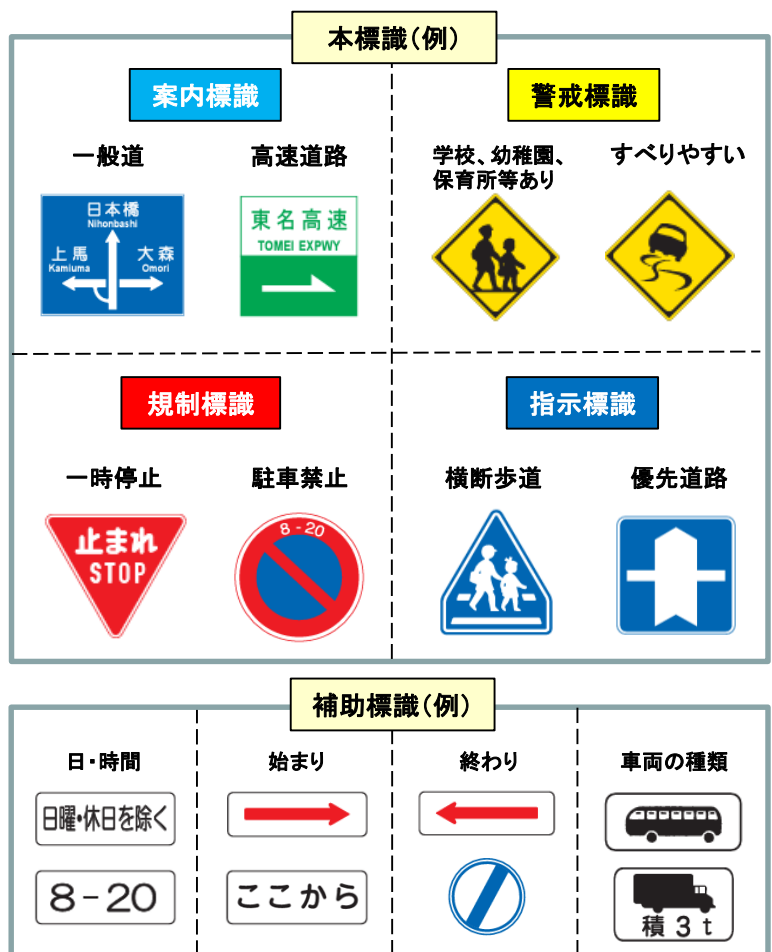 本標識（例）
案内標識
一般道
高速道路
日本橋
Nihonbashi
上馬
Kamiuma
大森
Omori
東名高速
TOMEI EXPWY
警戒標識
学校、幼稚園、
保育所等あり
すべりやすい
規制標識
一時停止
駐車禁止
止まれ
STOP
8-20
指示標識
横断歩道
優先道路
補助標識（例）
日・時間
始まり
終わり
車両の種類
日曜・休日を除く
8-20
ここから
積3t